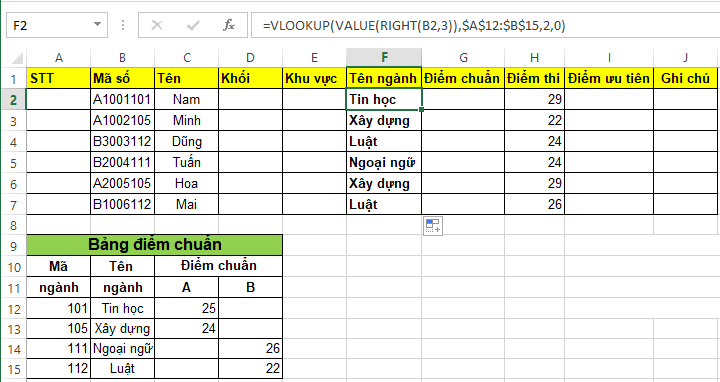 F2 =VLOOKUP(VALUE(RIGHT(B2,3)),$A$12:$B$15,2,0)
A B C D E F G H I J
1 STT Mã số Tên Khối Khu vực Tên ngành Điểm chuẩn Điểm thi Điểm ưu tiên Ghi chú
2 A1001101 Nam Tin học 29
3 A1002105 Minh Xây dựng 22
4 B3003112 Dũng Luật 24
5 B2004111 Tuấn Ngoại ngữ 24
6 A2005105 Hoa Xây dựng 29
7 B1006112 Mai Luật 26
8
9 Bảng điểm chuẩn
10 Mã Tên Điểm chuẩn
11 ngành ngành A B
12 101 Tin học 25
13 105 Xây dựng 24
14 111 Ngoại ngữ 26
15 112 Luật 22